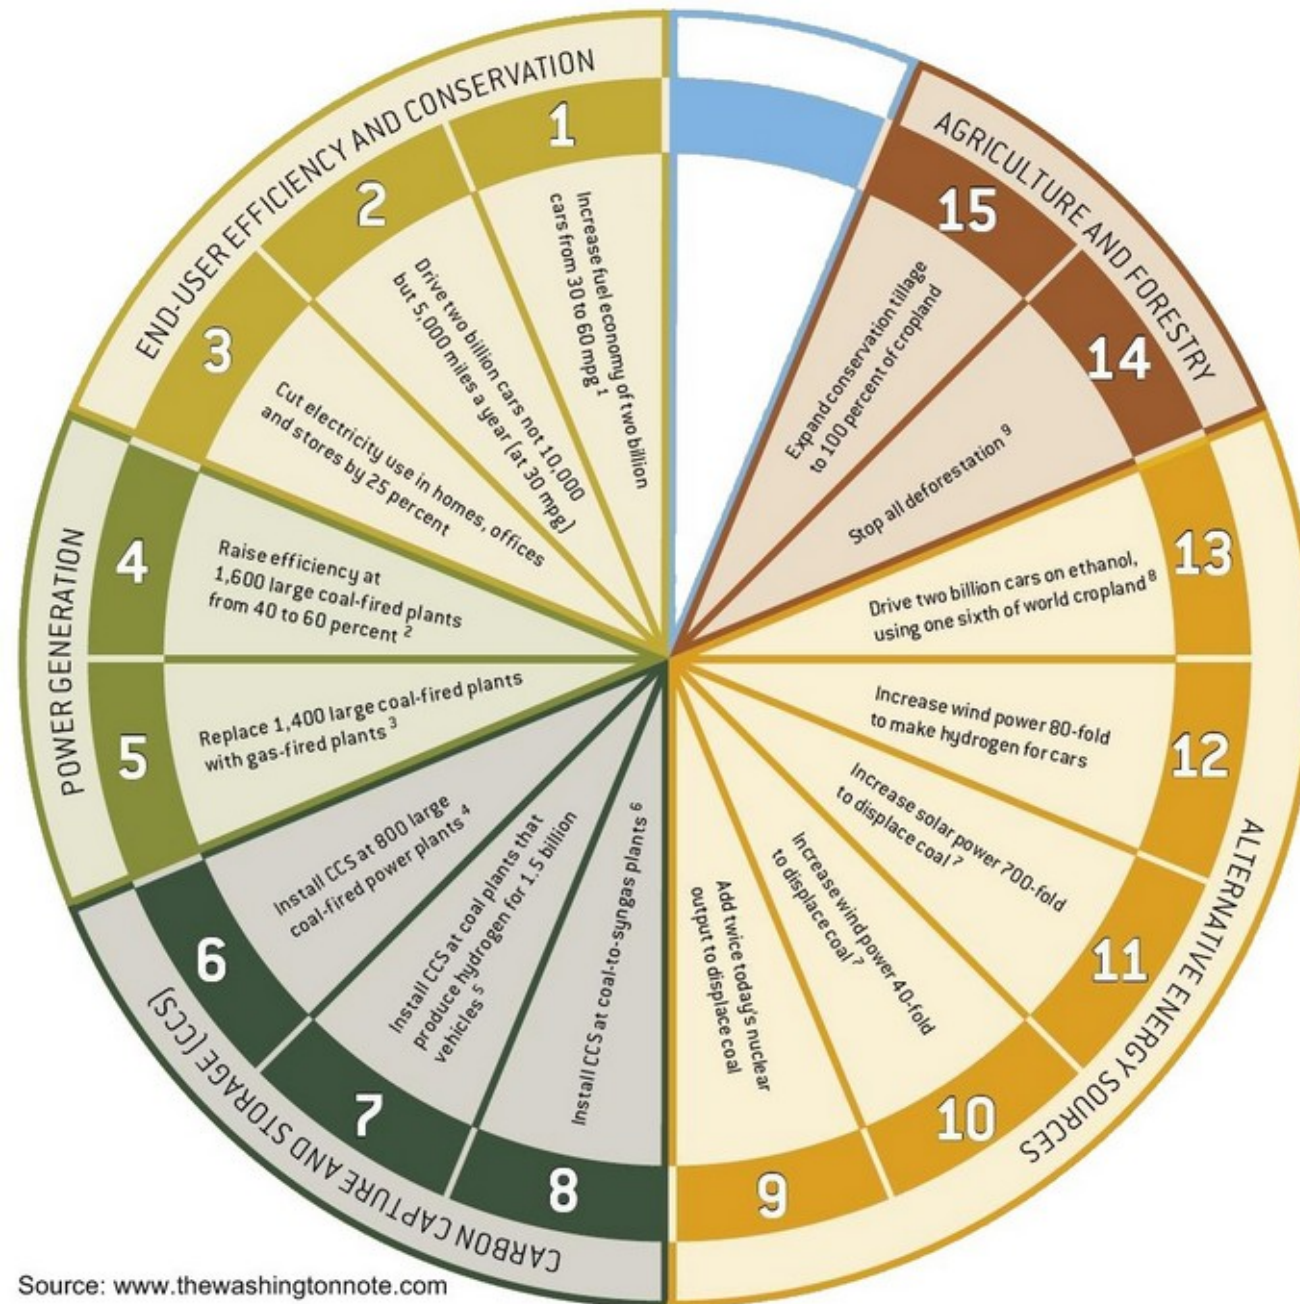 END-USER EFFICIENCY AND CONSERVATION
1
Increase fuel economy of two billion
cars from 30 to 60 mpg 1
2
Drive two billion cars not 10,000
but 5,000 miles a year (at 30 mpg)
3
Cut electricity use in homes, offices
and stores by 25 percent
POWER GENERATION
4
Raise efficiency at
1,600 large coal-fired plants
from 40 to 60 percent 2
5
Replace 1,400 large coal-fired plants
with gas-fired plants 3
CARBON CAPTURE AND STORAGE (CCS)
6
Install CCS at 800 large
coal-fired power plants 4
7
Install CCS at coal plants that
produce hydrogen for 1.5 billion
vehicles 5
8
Install CCS at coal-to-syngas plants 6
ALTERNATIVE ENERGY SOURCES
9
Add twice today's nuclear
output to displace coal
10
Increase wind power 40-fold
to displace coal 7
11
Increase solar power 700-fold
to displace coal 7
12
Increase wind power 80-fold
to make hydrogen for cars
13
Drive two billion cars on ethanol,
using one sixth of world cropland 8
AGRICULTURE AND FORESTRY
14
Stop all deforestation 9
15
Expand conservation tillage
to 100 percent of cropland
Source: www.thewashingtonnote.com